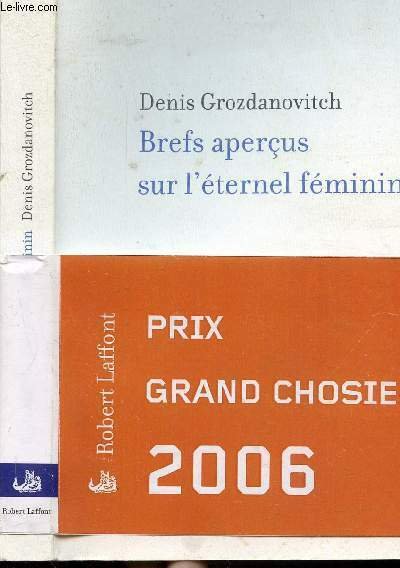 Le-livre.com
Denis Grozdanovitch
Brefs aperçus
sur l'éternel féminin
Denis Grozdanovitch
inin
Robert Laffont
PRIX
GRAND CHOSIE
2006
Robert Laffont